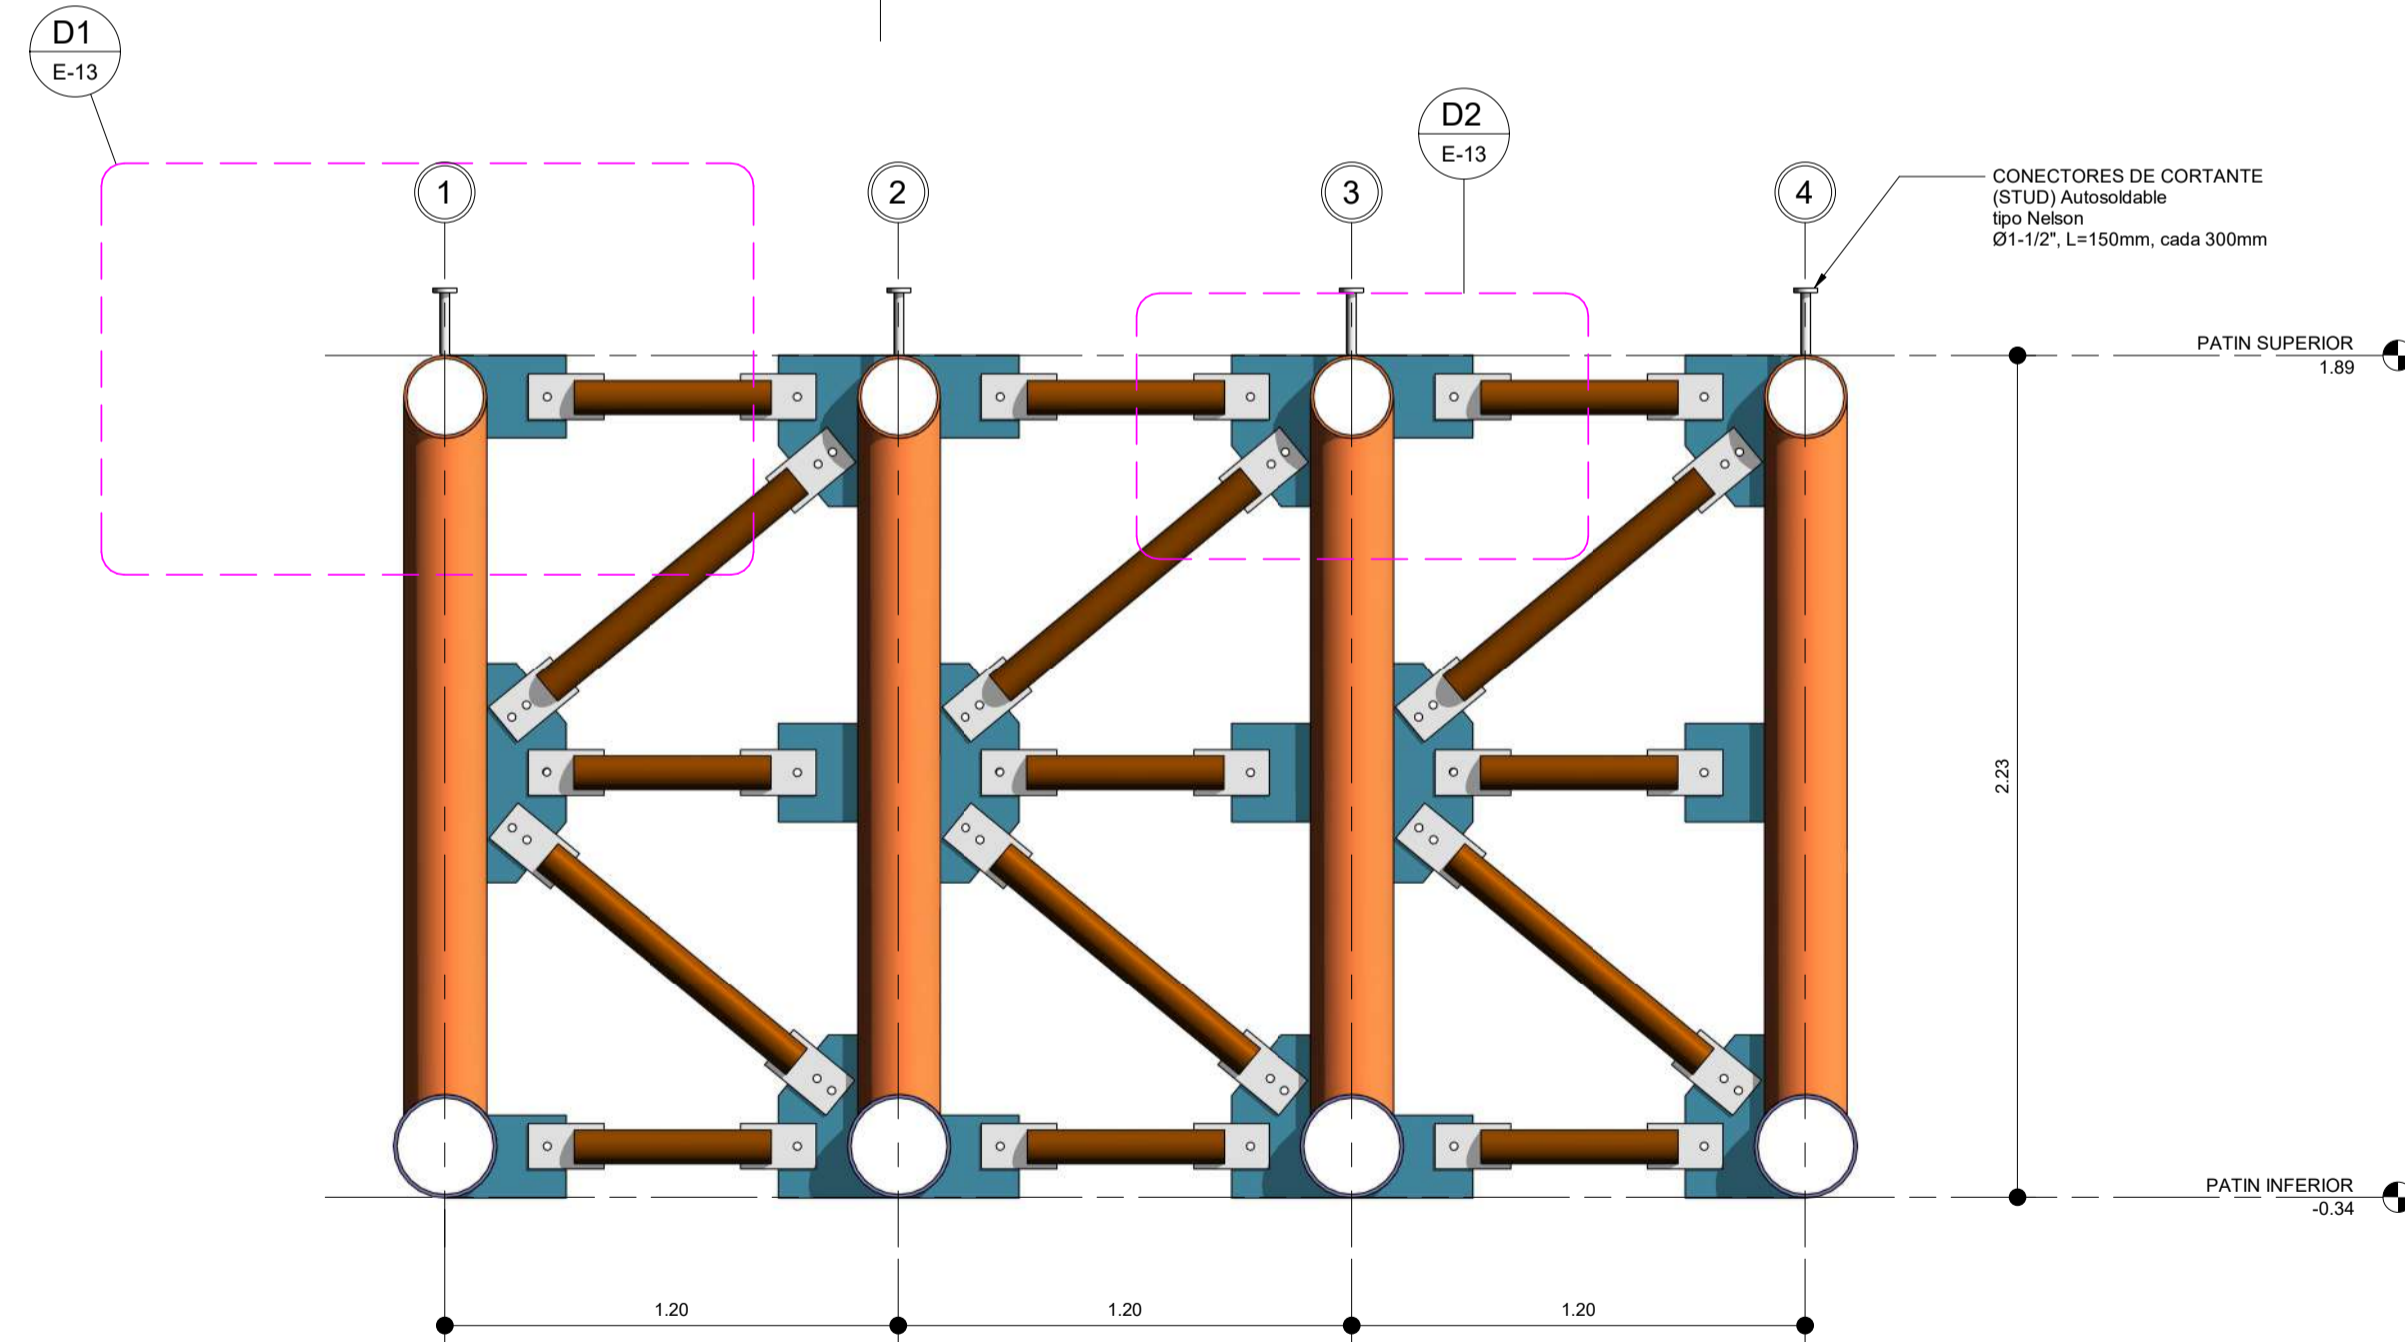 D1
E-13
D2
E-13
1
2
3
4
CONECTORES DE CORTANTE
(STUD) Autosoldable
tipo Nelson
Ø1-1/2", L=150mm, cada 300mm
PATIN SUPERIOR
1.89
2.23
PATIN INFERIOR
-0.34
1.20
1.20
1.20